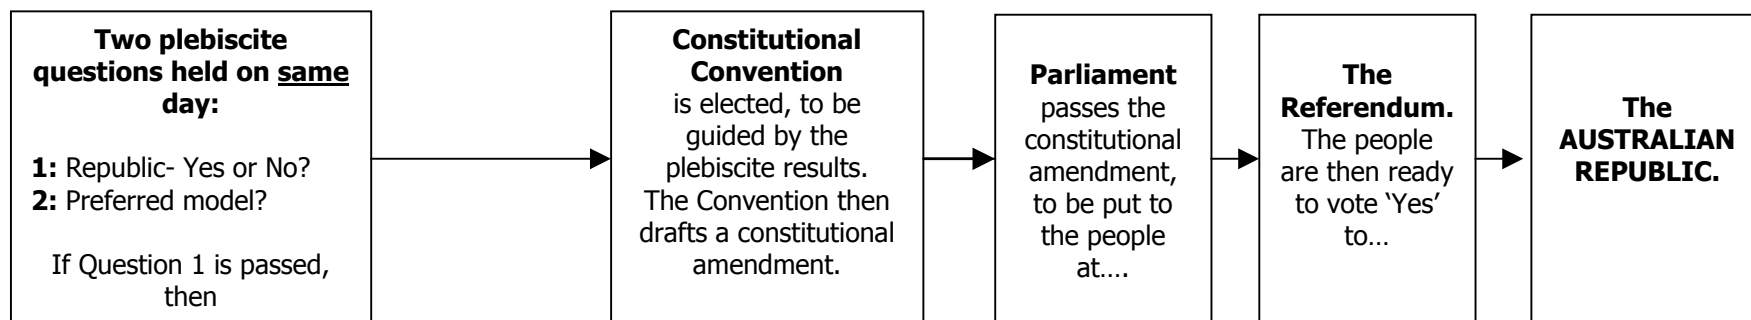 Two plebiscite
questions held on same
day:
1: Republic- Yes or No?
2: Preferred model?
If Question 1 is passed,
then
Constitutional
Convention
is elected, to be
guided by the
plebiscite results.
The Convention then
drafts a constitutional
amendment.
Parliament
passes the
constitutional
amendment,
to be put to
the people
at….
The
Referendum.
The people
are then ready
to vote ‘Yes’
to…
The
AUSTRALIAN
REPUBLIC.